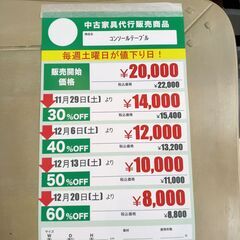 中古家具代行販売商品
商品名
コンソールテーブル
毎週土曜日が値下り日！
販売開始価格
¥20,000
税込価格 ¥22,000
11月29日(土)より
30%OFF
¥14,000
税込価格 ¥15,400
12月6日(土)より
40%OFF
¥12,000
税込価格 ¥13,200
12月13日(土)より
50%OFF
¥10,000
税込価格 ¥11,000
12月20日(土)より
60%OFF
¥8,000
税込価格 ¥8,800
サイズ
W
D
H